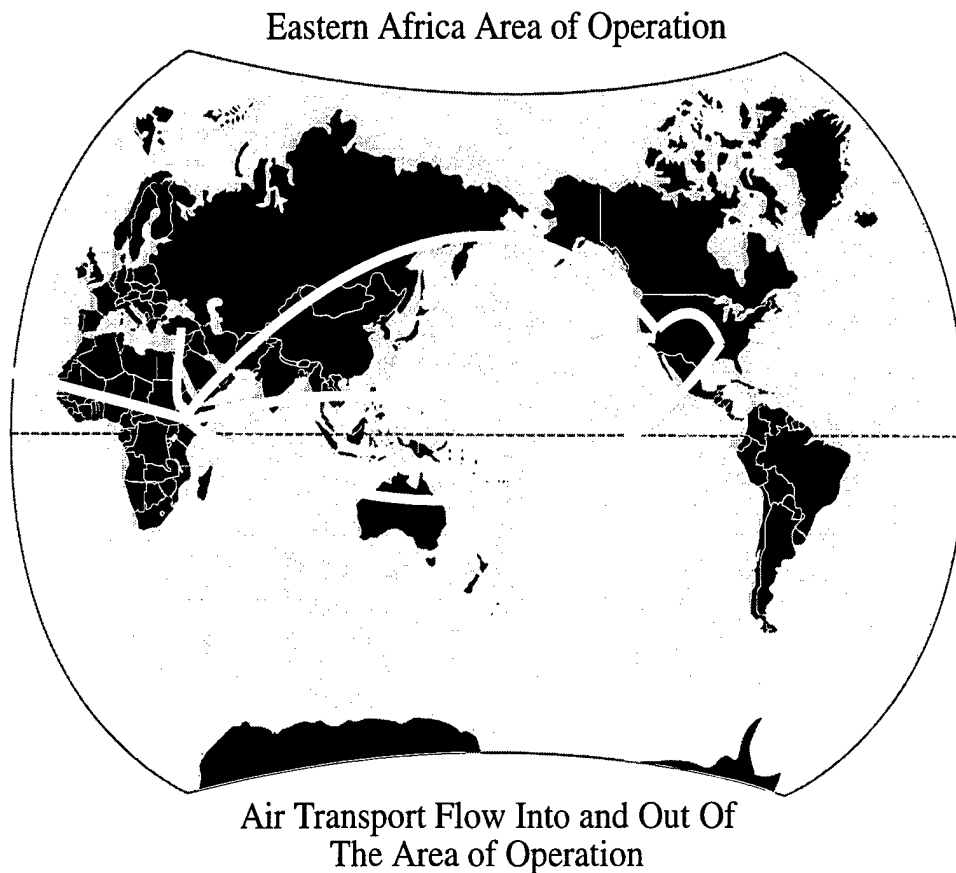 Eastern Africa Area of Operation
Air Transport Flow Into and Out Of
The Area of Operation